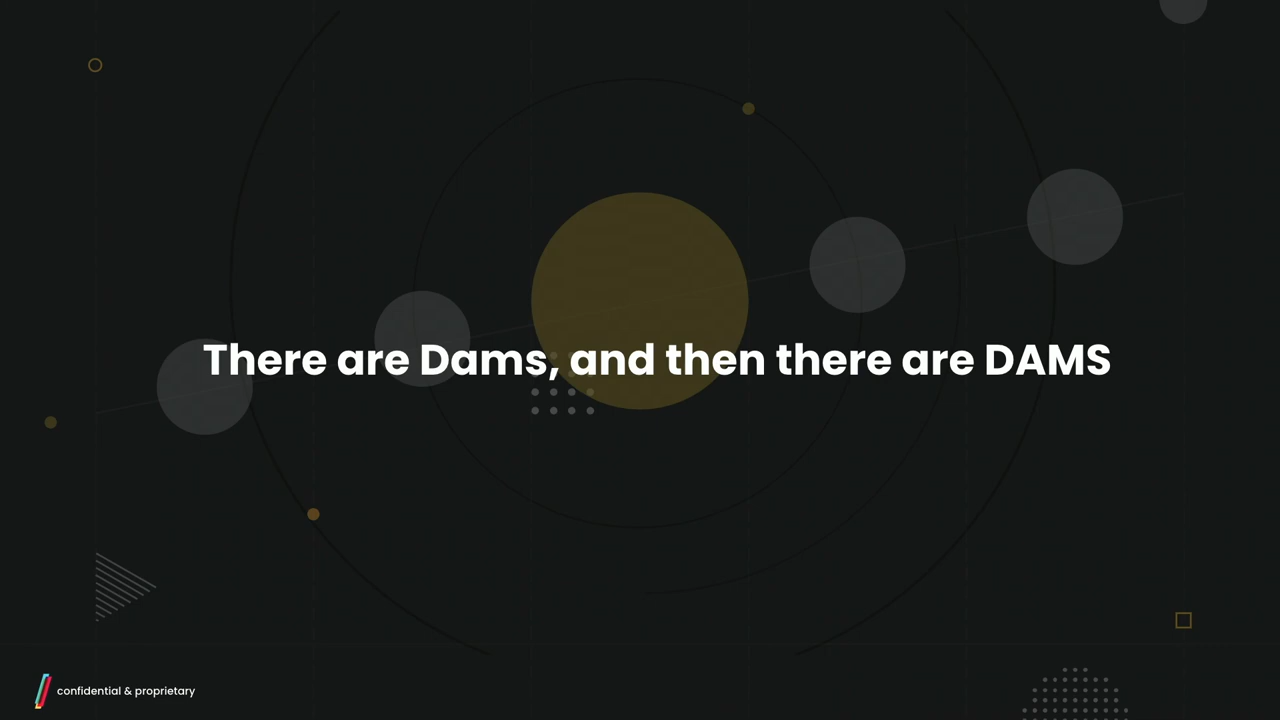 There are Dams, and then there are DAMS
confidential & proprietary